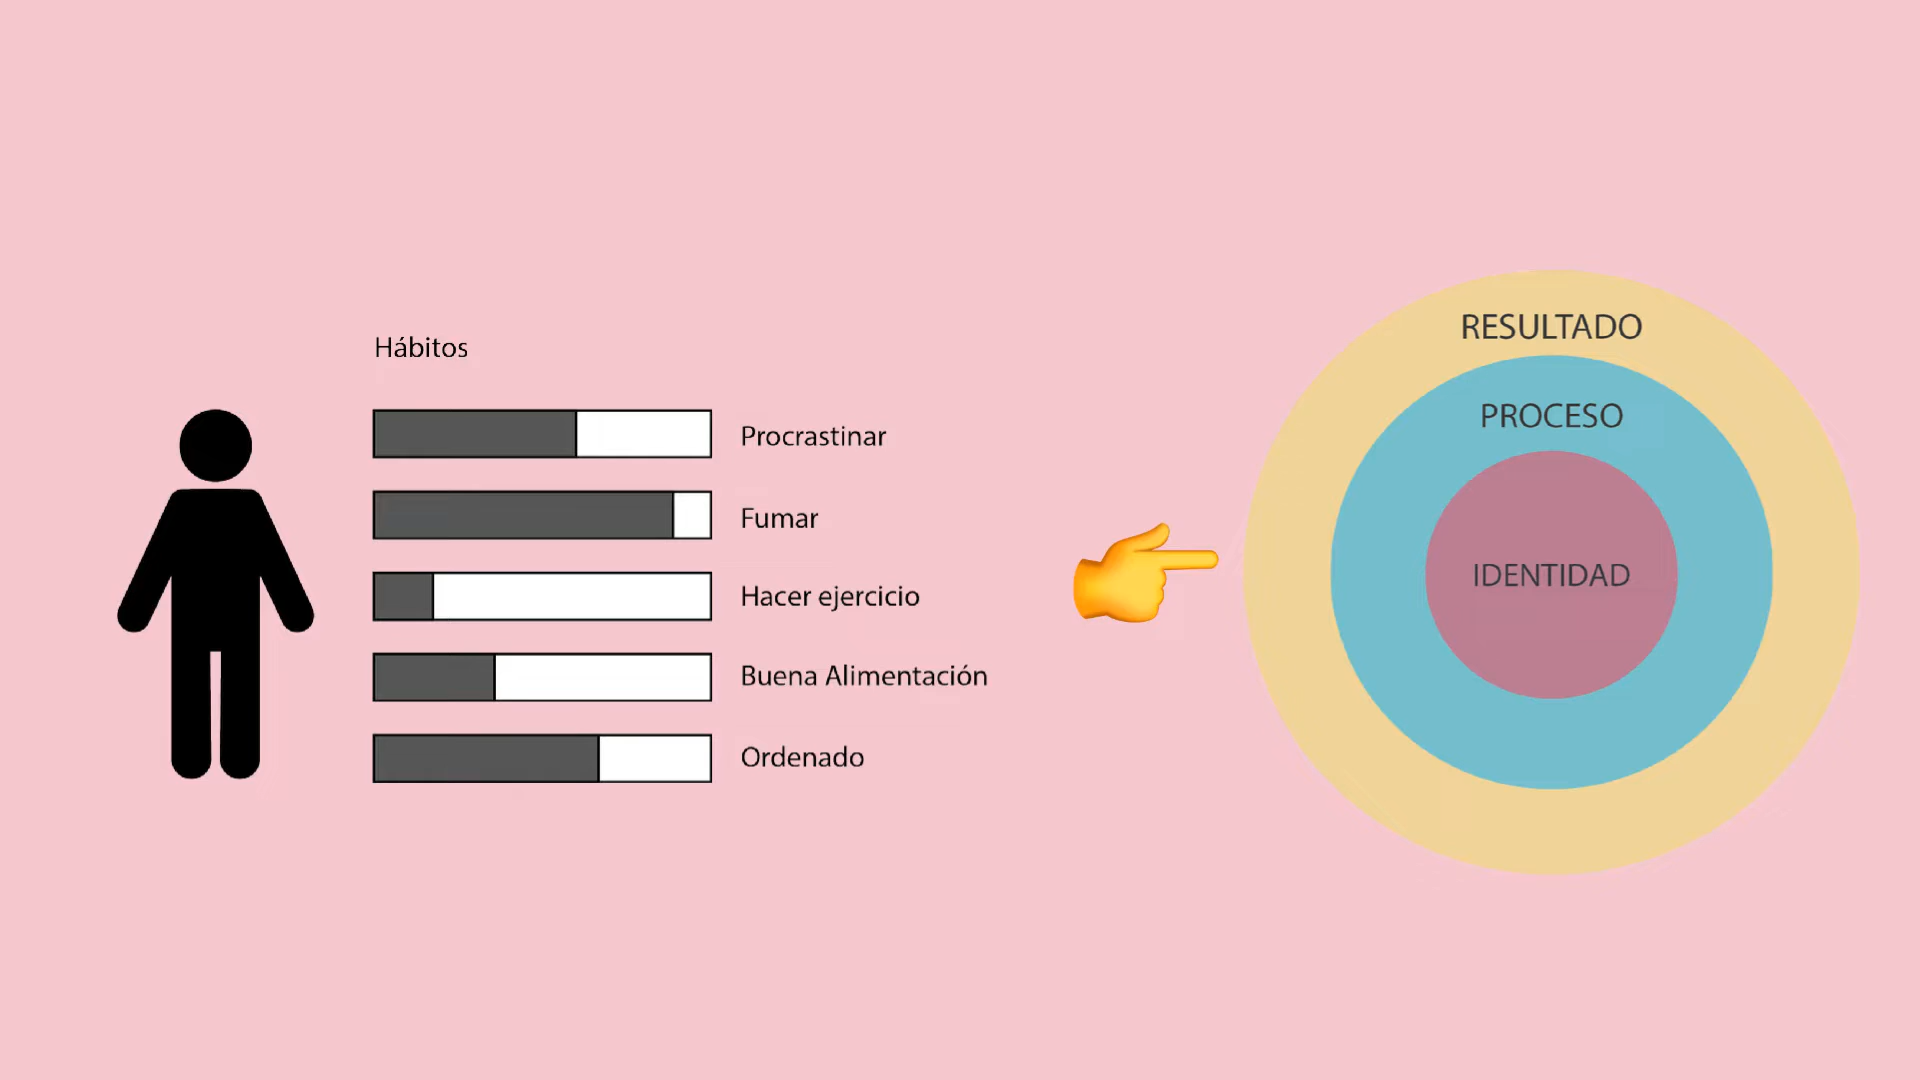 Hábitos
Procrastinar
Fumar
Hacer ejercicio
Buena Alimentación
Ordenado
RESULTADO
PROCESO
IDENTIDAD